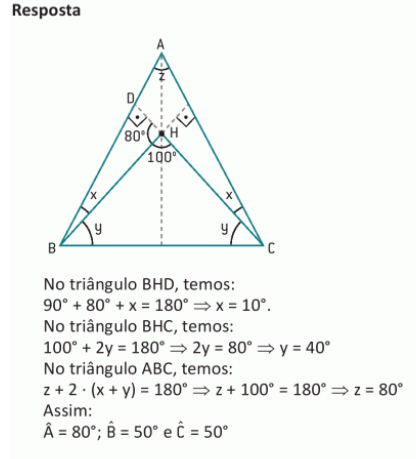 Resposta
A
z
D
80°
H
100°
x
x
y
y
B
C
No triângulo BHD, temos:
90° + 80° + x = 180° ⇒ x = 10°.
No triângulo BHC, temos:
100° + 2y = 180° ⇒ 2y = 80° ⇒ y = 40°
No triângulo ABC, temos:
z + 2 · (x + y) = 180° ⇒ z + 100° = 180° ⇒ z = 80°
Assim:
Â = 80°; B̂ = 50° e Ĉ = 50°